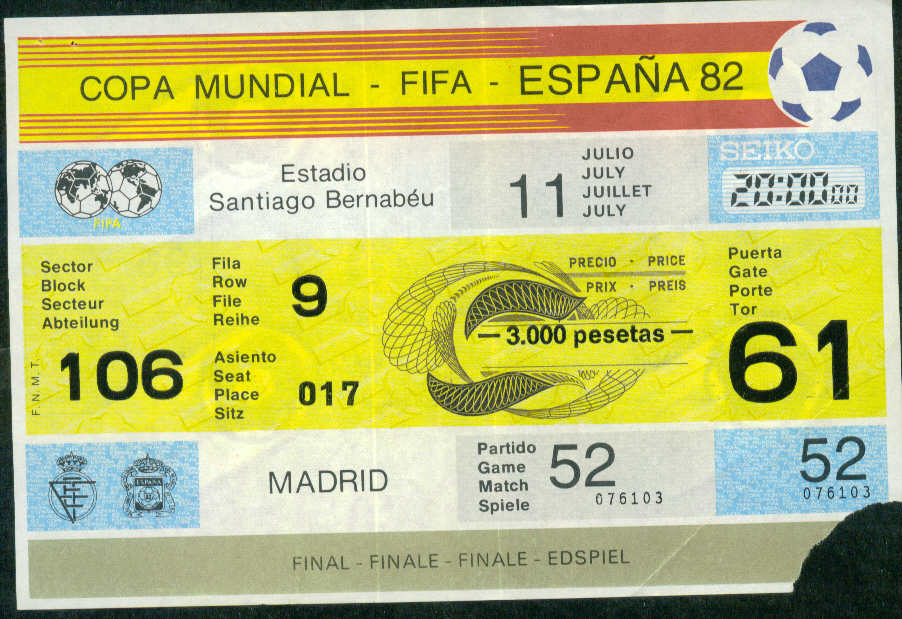 COPA MUNDIAL - FIFA - ESPAÑA 82
FIFA
Estadio
Santiago Bernabéu
11
JULIO
JULY
JUILLET
JULY
SEIKO
20:00 00
Sector
Block
Secteur
Abteilung
106
F.N.M.T.
Fila
Row
File
Reihe
9
Asiento
Seat
Place
Sitz
017
PRECIO · PRICE
PRIX · PREIS
— 3.000 pesetas —
Puerta
Gate
Porte
Tor
61
ESPAÑA
MADRID
Partido
Game
Match
Spiele
52
076103
52
076103
FINAL - FINALE - FINALE - EDSPIEL